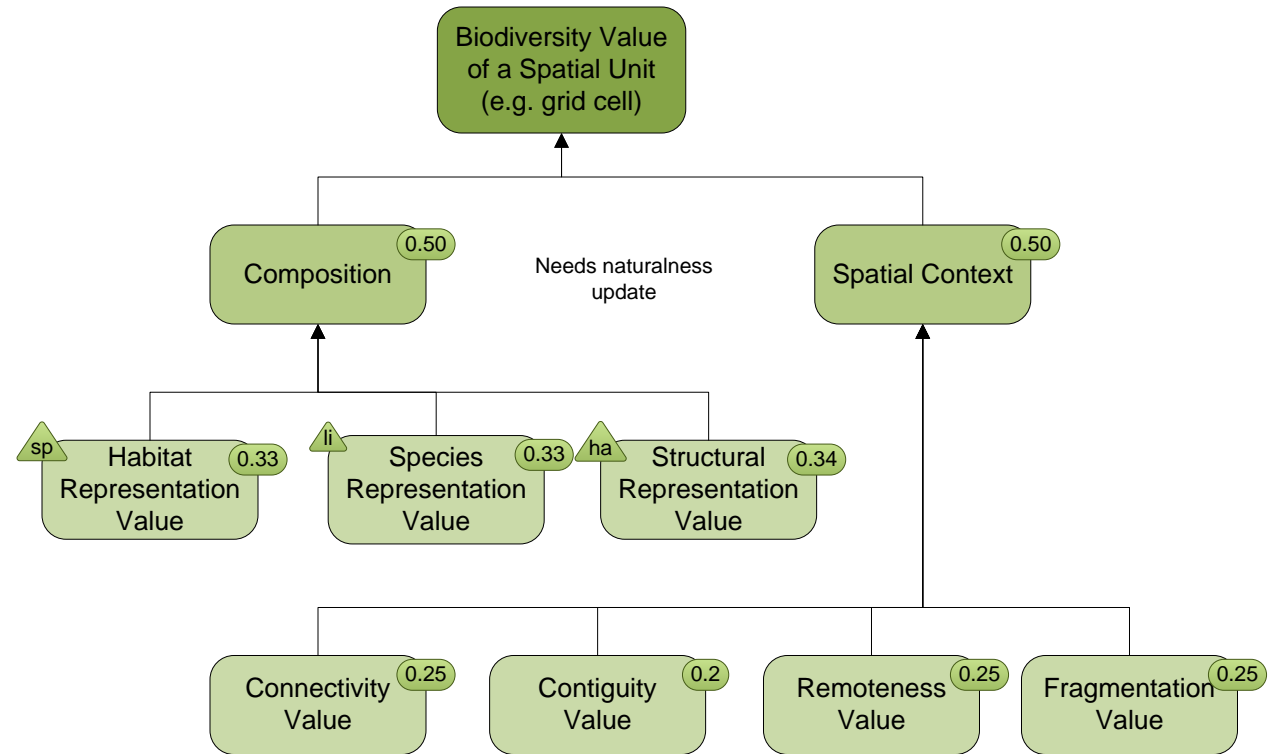 Biodiversity Value
of a Spatial Unit
(e.g. grid cell)
0.50
Composition
Needs naturalness
update
0.50
Spatial Context
sp
Habitat
Representation
Value
0.33
li
Species
Representation
Value
0.33
ha
Structural
Representation
Value
0.34
Connectivity
Value
0.25
Contiguity
Value
0.2
Remoteness
Value
0.25
Fragmentation
Value
0.25